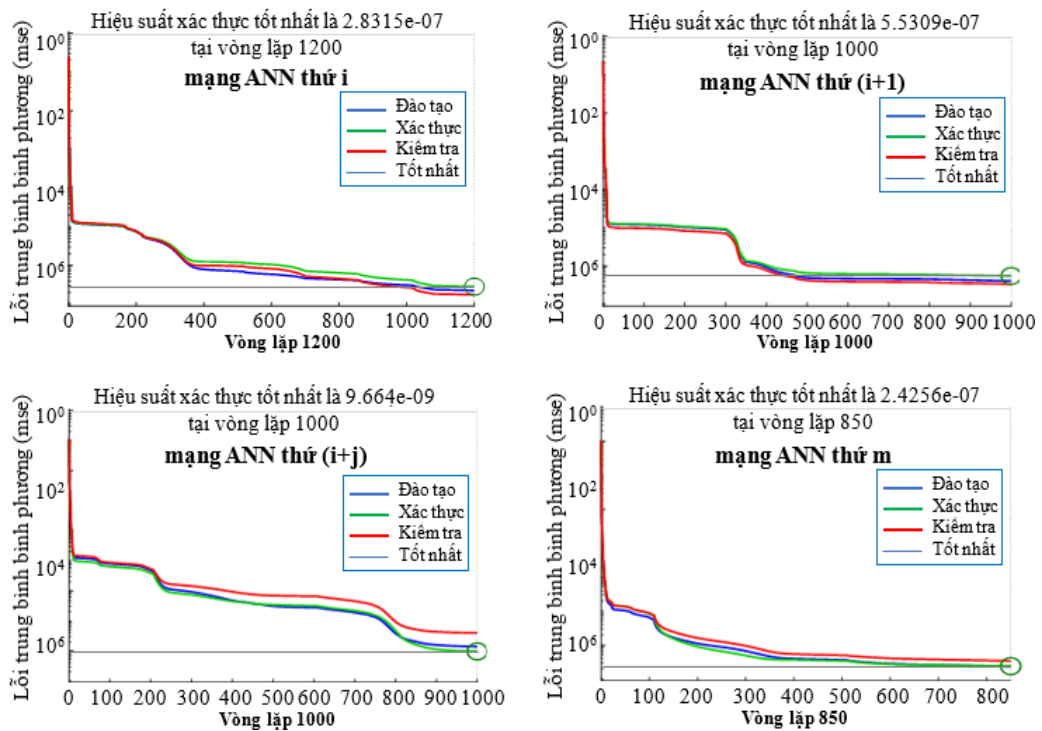 Hiệu suất xác thực tốt nhất là 2.8315e-07
tại vòng lặp 1200
mạng ANN thứ i
Đào tạo
Xác thực
Kiểm tra
Tốt nhất
Lỗi trung bình bình phương (mse)
10^0
10^2
10^4
10^6
0 200 400 600 800 1000 1200
Vòng lặp 1200
Hiệu suất xác thực tốt nhất là 5.5309e-07
tại vòng lặp 1000
mạng ANN thứ (i+1)
Đào tạo
Xác thực
Kiểm tra
Tốt nhất
Lỗi trung bình bình phương (mse)
10^0
10^2
10^4
10^6
0 100 200 300 400 500 600 700 800 900 1000
Vòng lặp 1000
Hiệu suất xác thực tốt nhất là 9.664e-09
tại vòng lặp 1000
mạng ANN thứ (i+j)
Đào tạo
Xác thực
Kiểm tra
Tốt nhất
Lỗi trung bình bình phương (mse)
10^0
10^2
10^4
10^6
0 100 200 300 400 500 600 700 800 900 1000
Vòng lặp 1000
Hiệu suất xác thực tốt nhất là 2.4256e-07
tại vòng lặp 850
mạng ANN thứ m
Đào tạo
Xác thực
Kiểm tra
Tốt nhất
Lỗi trung bình bình phương (mse)
10^0
10^2
10^4
10^6
0 100 200 300 400 500 600 700 800
Vòng lặp 850